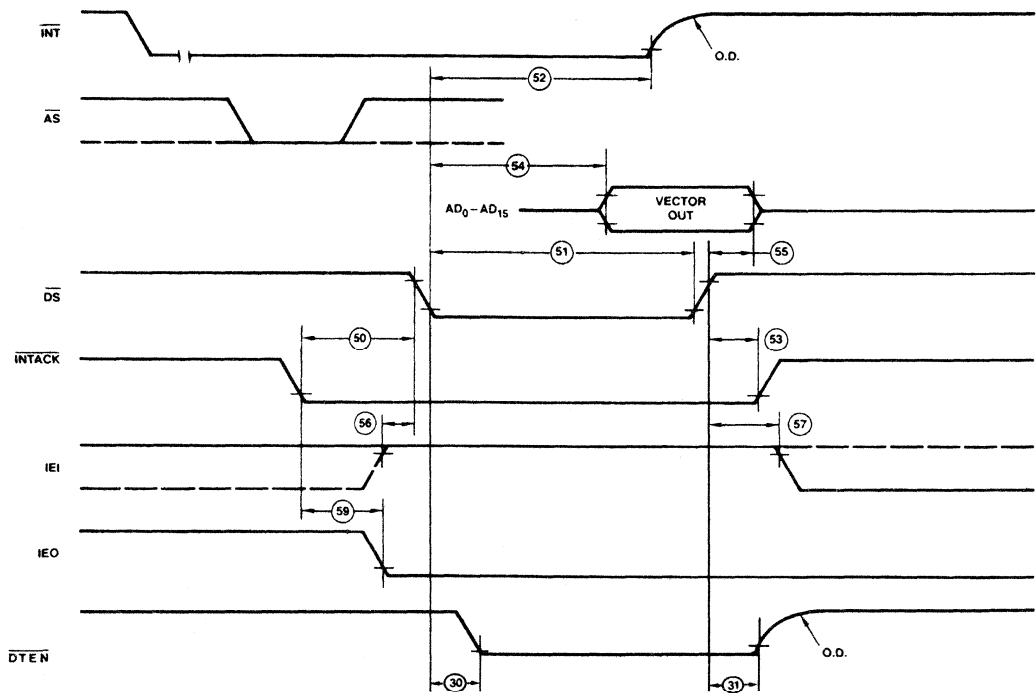 INT
O.D.
52
AS
54
AD0–AD15
VECTOR
OUT
51
55
DS
50
53
INTACK
56
57
IEI
59
IEO
DTEN
O.D.
30
31